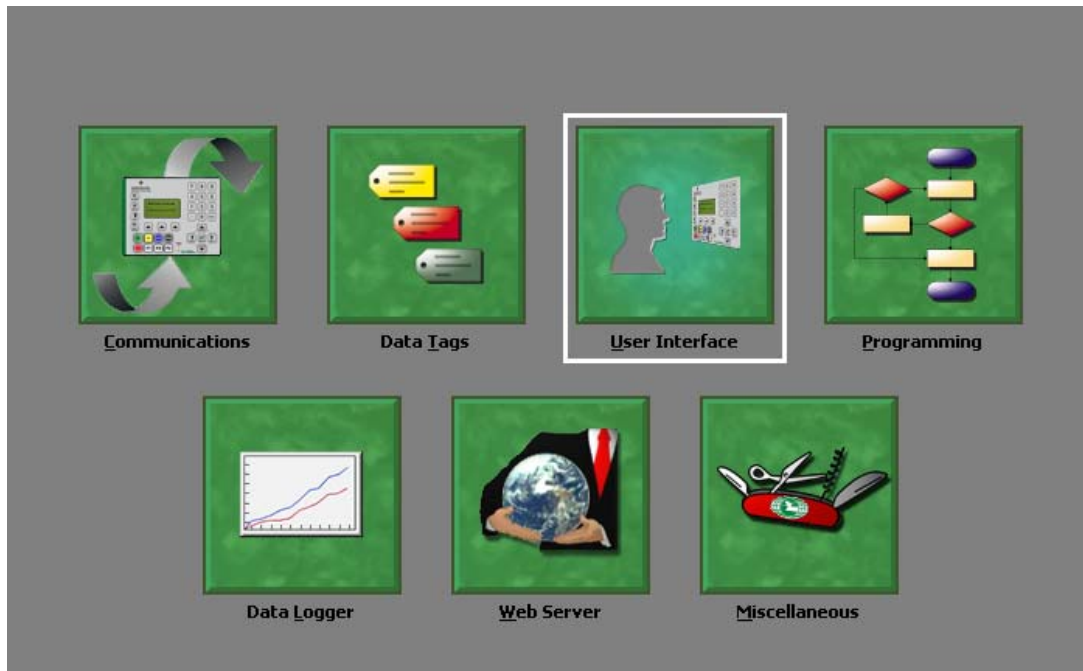 Communications
Data Tags
User Interface
Programming
Data Logger
Web Server
Miscellaneous